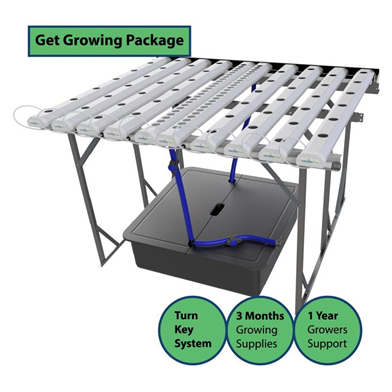 Get Growing Package
Turn
Key
System
3 Months
Growing
Supplies
1 Year
Growers
Support